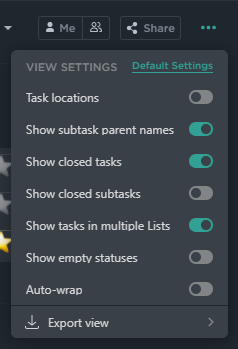 Me Share
VIEW SETTINGS Default Settings
Task locations
Show subtask parent names
Show closed tasks
Show closed subtasks
Show tasks in multiple Lists
Show empty statuses
Auto-wrap
Export view